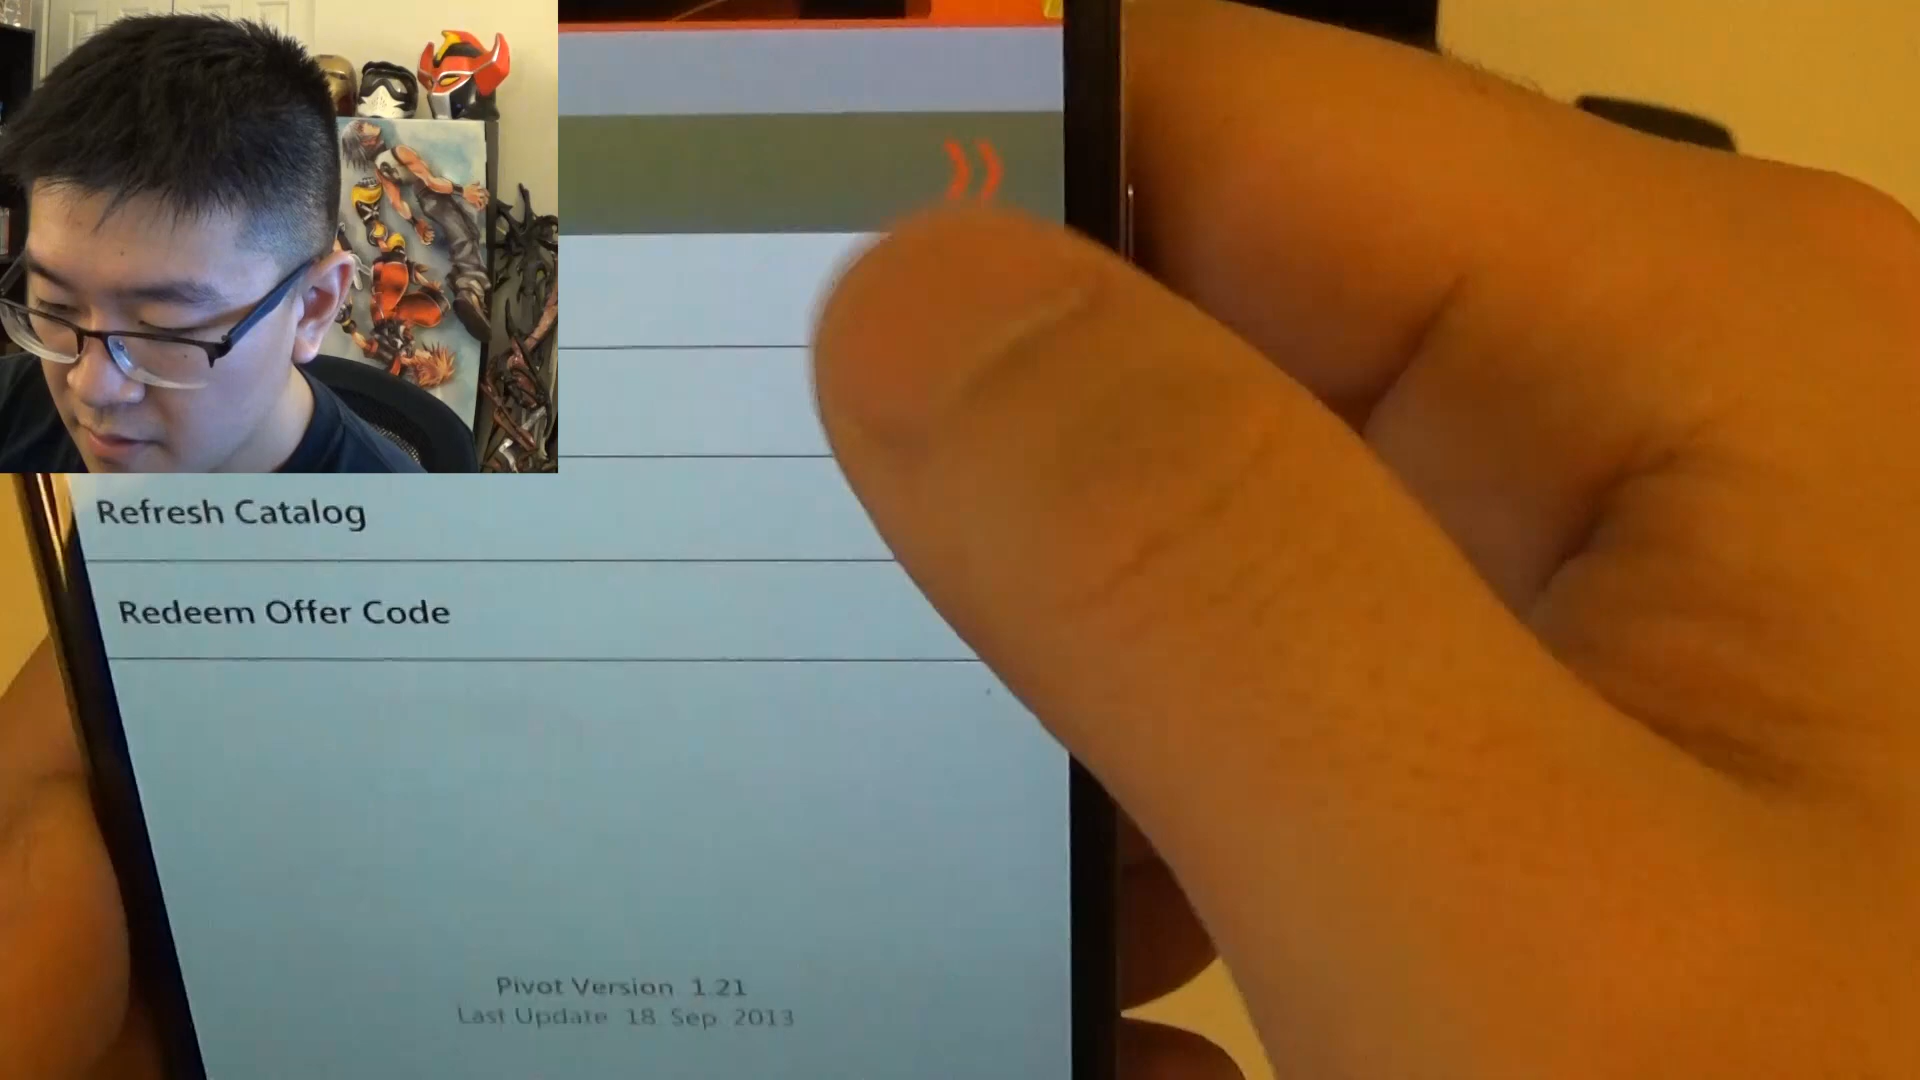 Refresh Catalog
Redeem Offer Code
Pivot Version 1.21
Last Update 18 Sep 2013